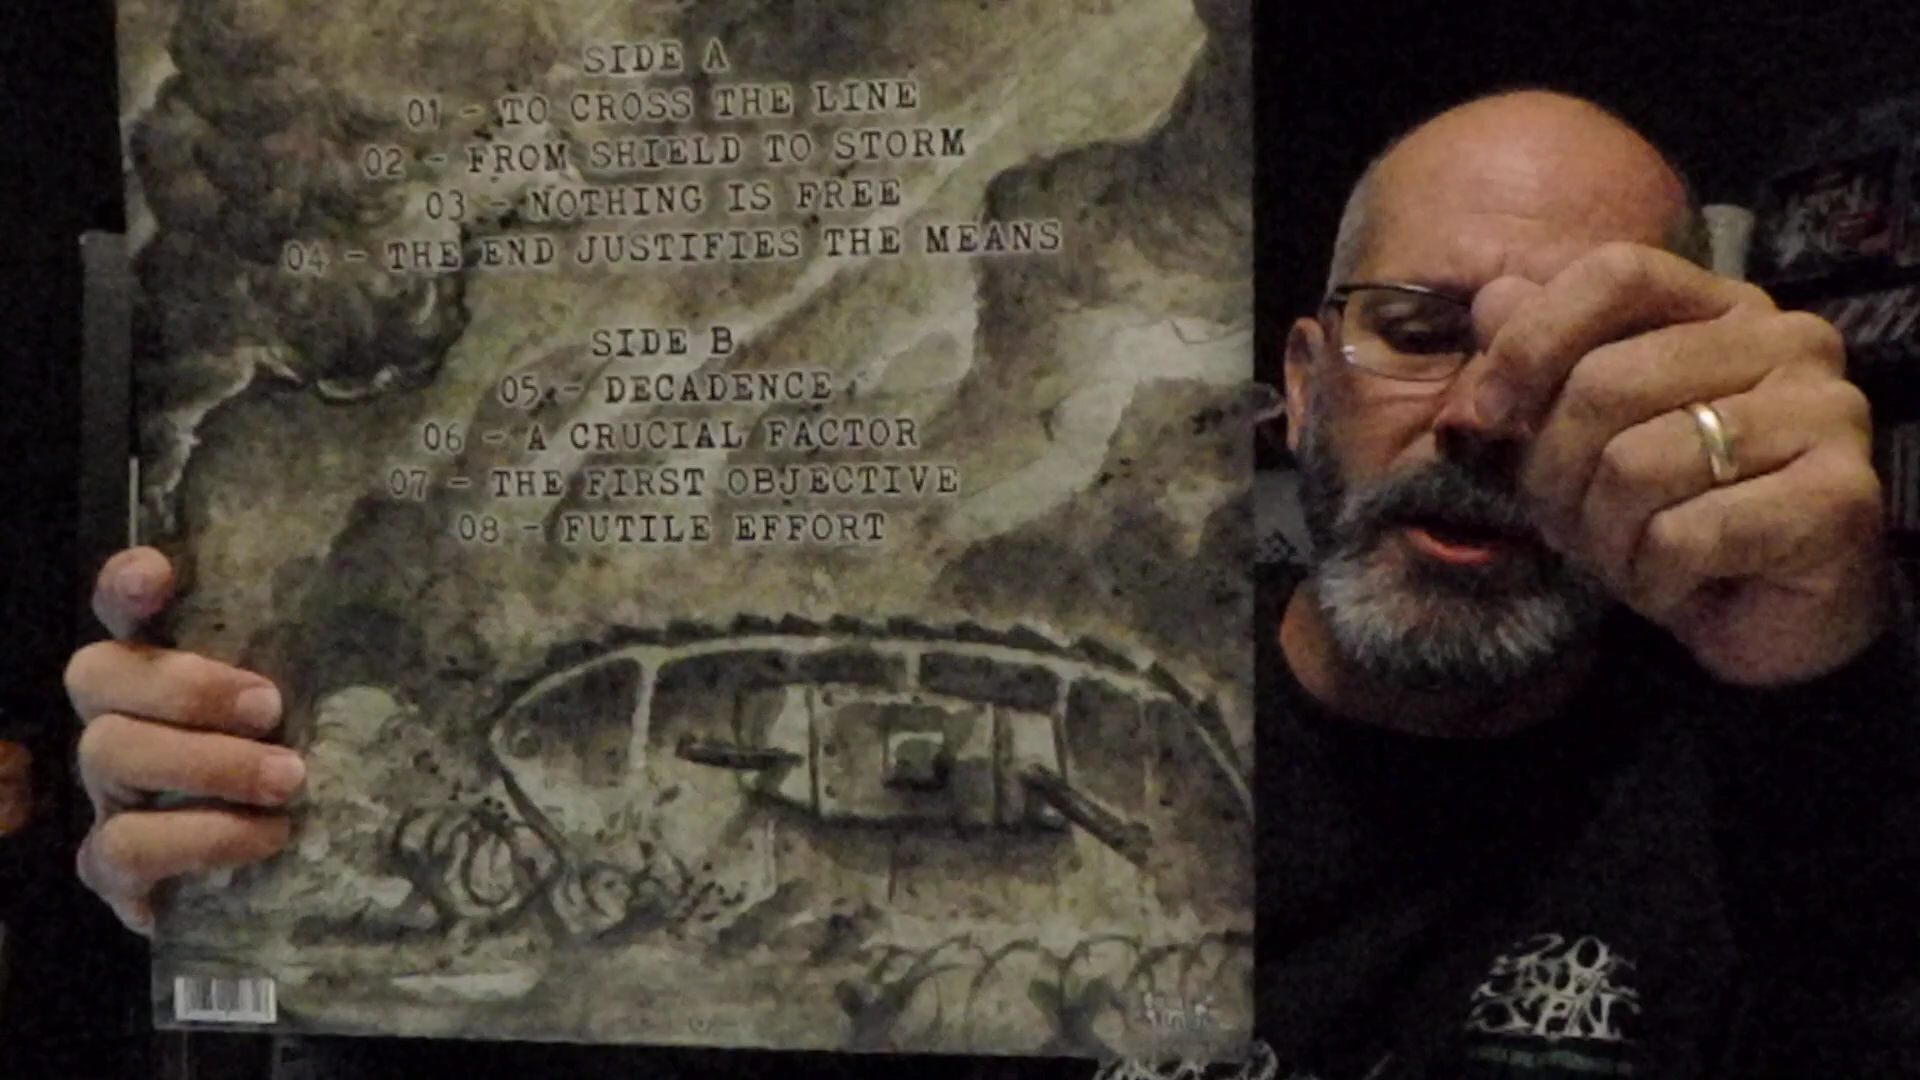 SIDE A
01 - TO CROSS THE LINE
02 - FROM SHIELD TO STORM
03 - NOTHING IS FREE
04 - THE END JUSTIFIES THE MEANS
SIDE B
05 - DECADENCE
06 - A CRUCIAL FACTOR
07 - THE FIRST OBJECTIVE
08 - FUTILE EFFORT